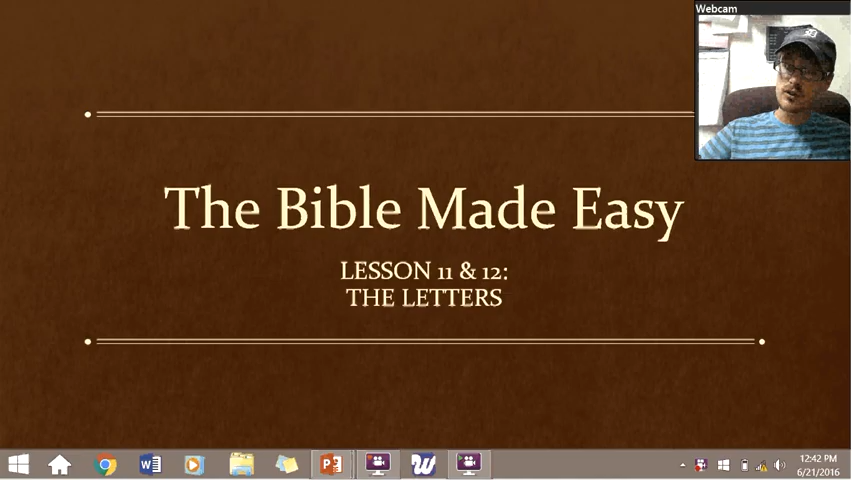 Webcam
The Bible Made Easy
LESSON 11 & 12:
THE LETTERS
12:42 PM
6/21/2016